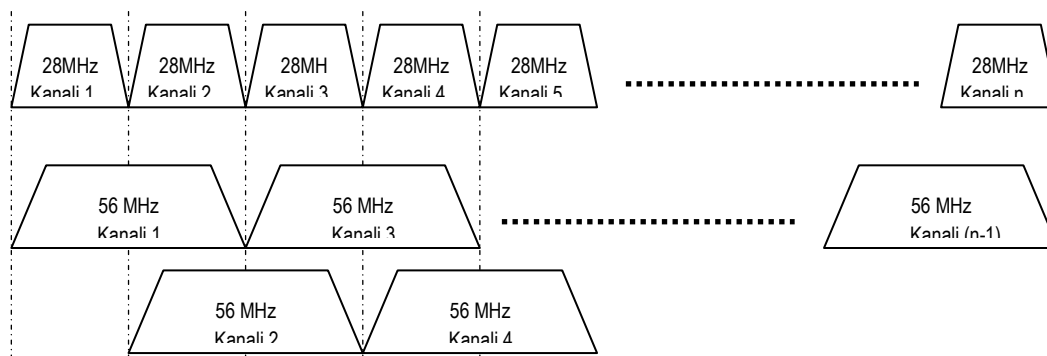 28MHz
Kanali 1
28MHz
Kanali 2
28MH
Kanali 3
28MHz
Kanali 4
28MHz
Kanali 5
28MHz
Kanali n
56 MHz
Kanali 1
56 MHz
Kanali 3
56 MHz
Kanali (n-1)
56 MHz
Kanali 2
56 MHz
Kanali 4